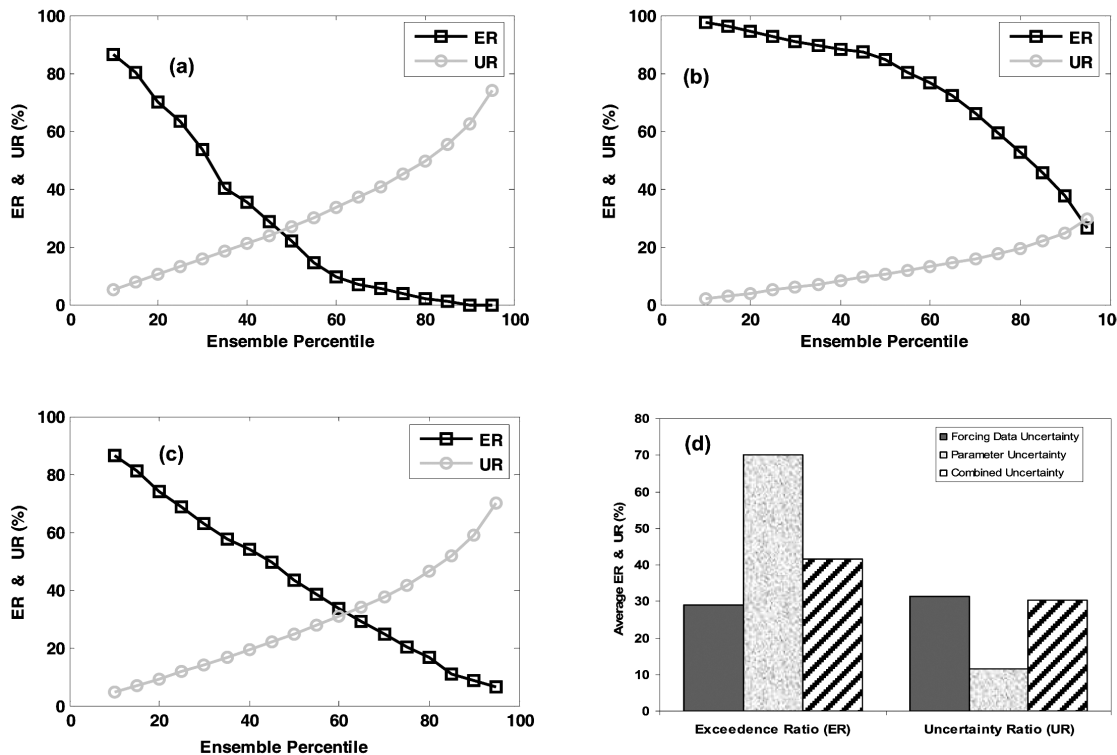 100
80
60
40
20
0
ER & UR (%)
(a)
ER
UR
0 20 40 60 80 100
Ensemble Percentile
100
80
60
40
20
0
ER & UR (%)
(b)
ER
UR
0 20 40 60 80 10
Ensemble Percentile
100
80
60
40
20
0
ER & UR (%)
(c)
ER
UR
0 20 40 60 80 100
Ensemble Percentile
80
70
60
50
40
30
20
10
0
Average ER & UR (%)
(d)
Forcing Data Uncertainty
Parameter Uncertainty
Combined Uncertainty
Exceedence Ratio (ER)
Uncertainty Ratio (UR)